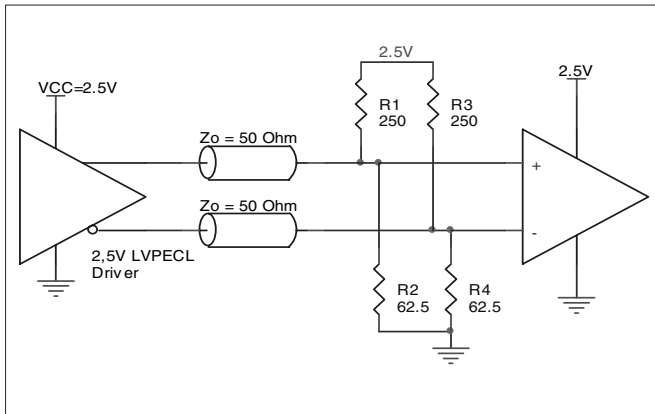 2.5V
VCC=2.5V
2.5V
R1
250
R3
250
Zo = 50 Ohm
+
Zo = 50 Ohm
-
2,5V LVPECL
Driver
R2
62.5
R4
62.5